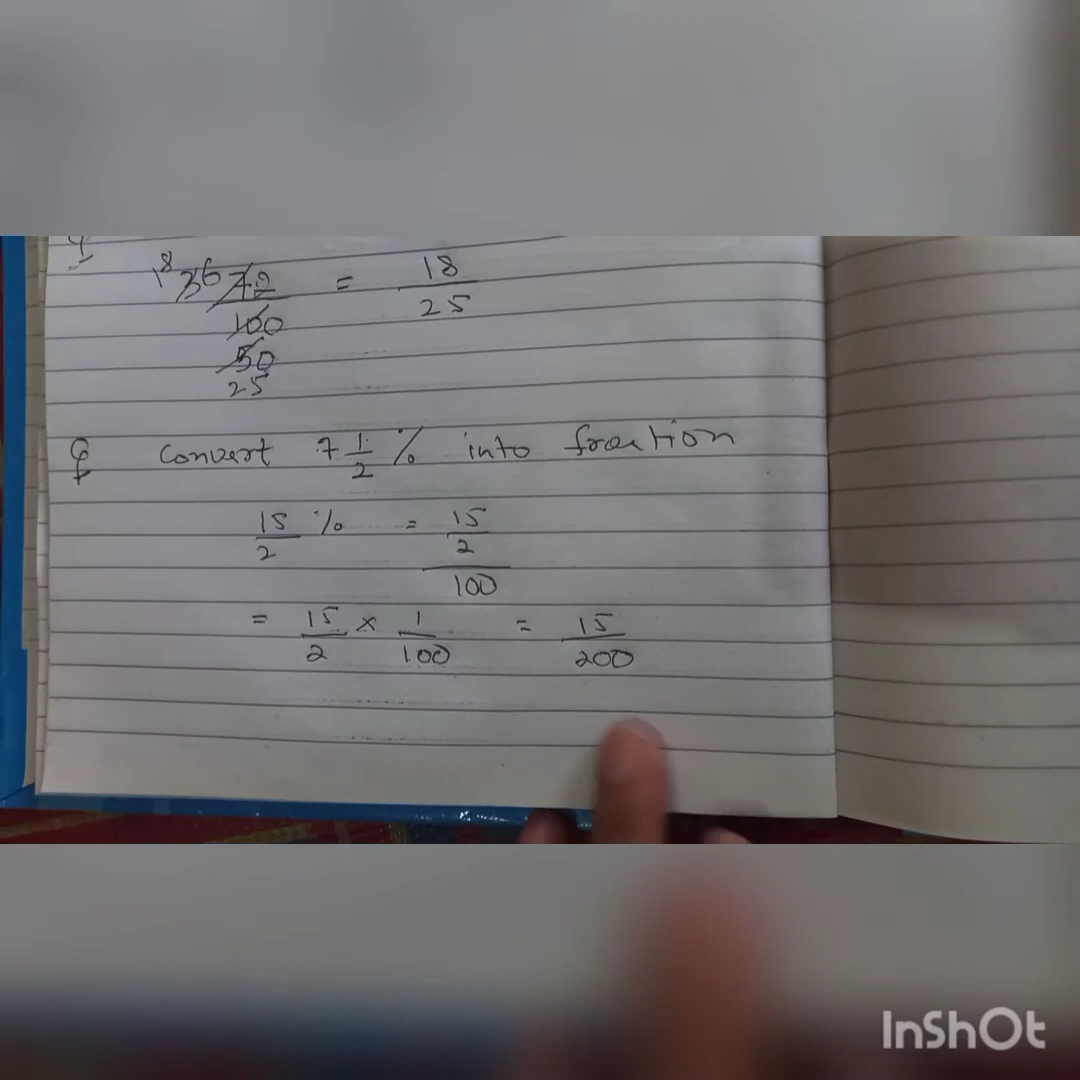 Q
18 36 72/100 = 18/25
50
25
Q convert 7 1/2 % into fraction
15/2 % = 15/2/100
= 15/2 × 1/100 = 15/200
InShOt